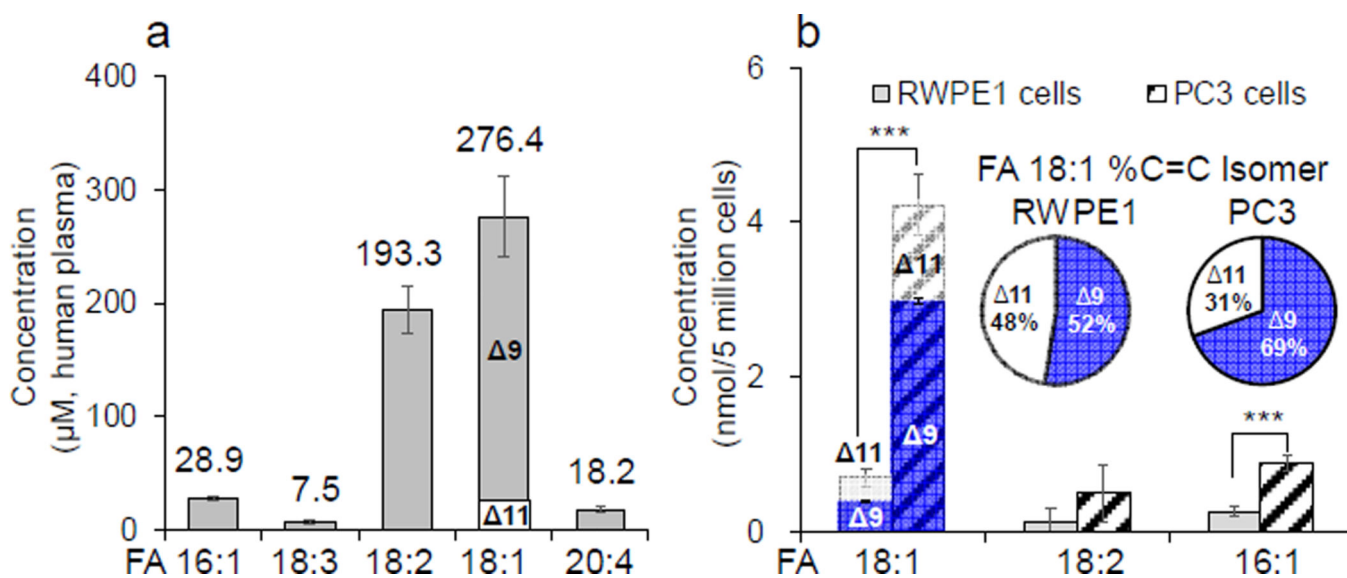 a
Concentration
(µM, human plasma)
400
300
200
100
0
28.9
7.5
193.3
276.4
18.2
Δ9
Δ11
FA 16:1 18:3 18:2 18:1 20:4
b
Concentration
(nmol/5 million cells)
6
4
2
0
RWPE1 cells PC3 cells
***
FA 18:1 %C=C Isomer
RWPE1 PC3
Δ11
48%
Δ9
52%
Δ11
31%
Δ9
69%
Δ11
Δ9
Δ11
Δ9
***
FA 18:1 18:2 16:1